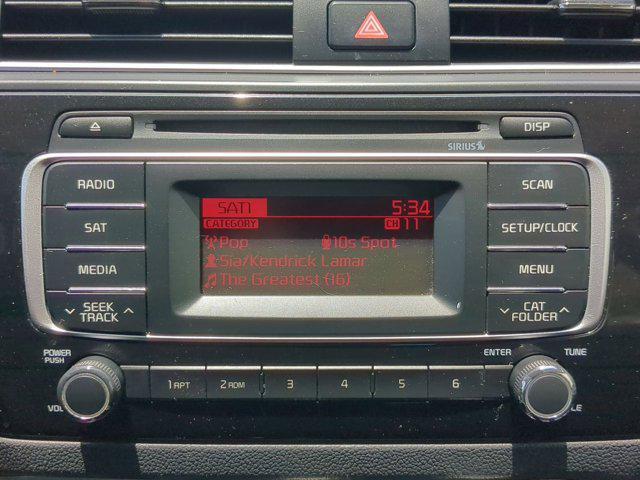 DISP
SIRIUS
RADIO
SAT
MEDIA
SEEK
TRACK
SAT1 5:34
CATEGORY CH 11
Pop 10s Spot
Sia/Kendrick Lamar
The Greatest (16)
SCAN
SETUP/CLOCK
MENU
CAT
FOLDER
POWER
PUSH
VOL
1 RPT
2 RDM
3
4
5
6
ENTER
TUNE